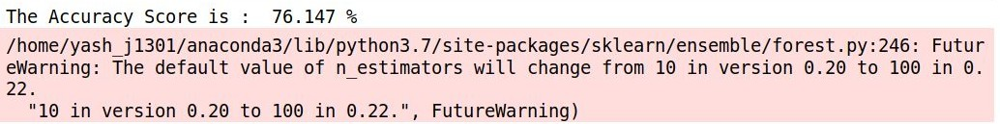 The Accuracy Score is :  76.147 %
/home/yash_j1301/anaconda3/lib/python3.7/site-packages/sklearn/ensemble/forest.py:246: Futur
eWarning: The default value of n_estimators will change from 10 in version 0.20 to 100 in 0.
22.
  "10 in version 0.20 to 100 in 0.22.", FutureWarning)